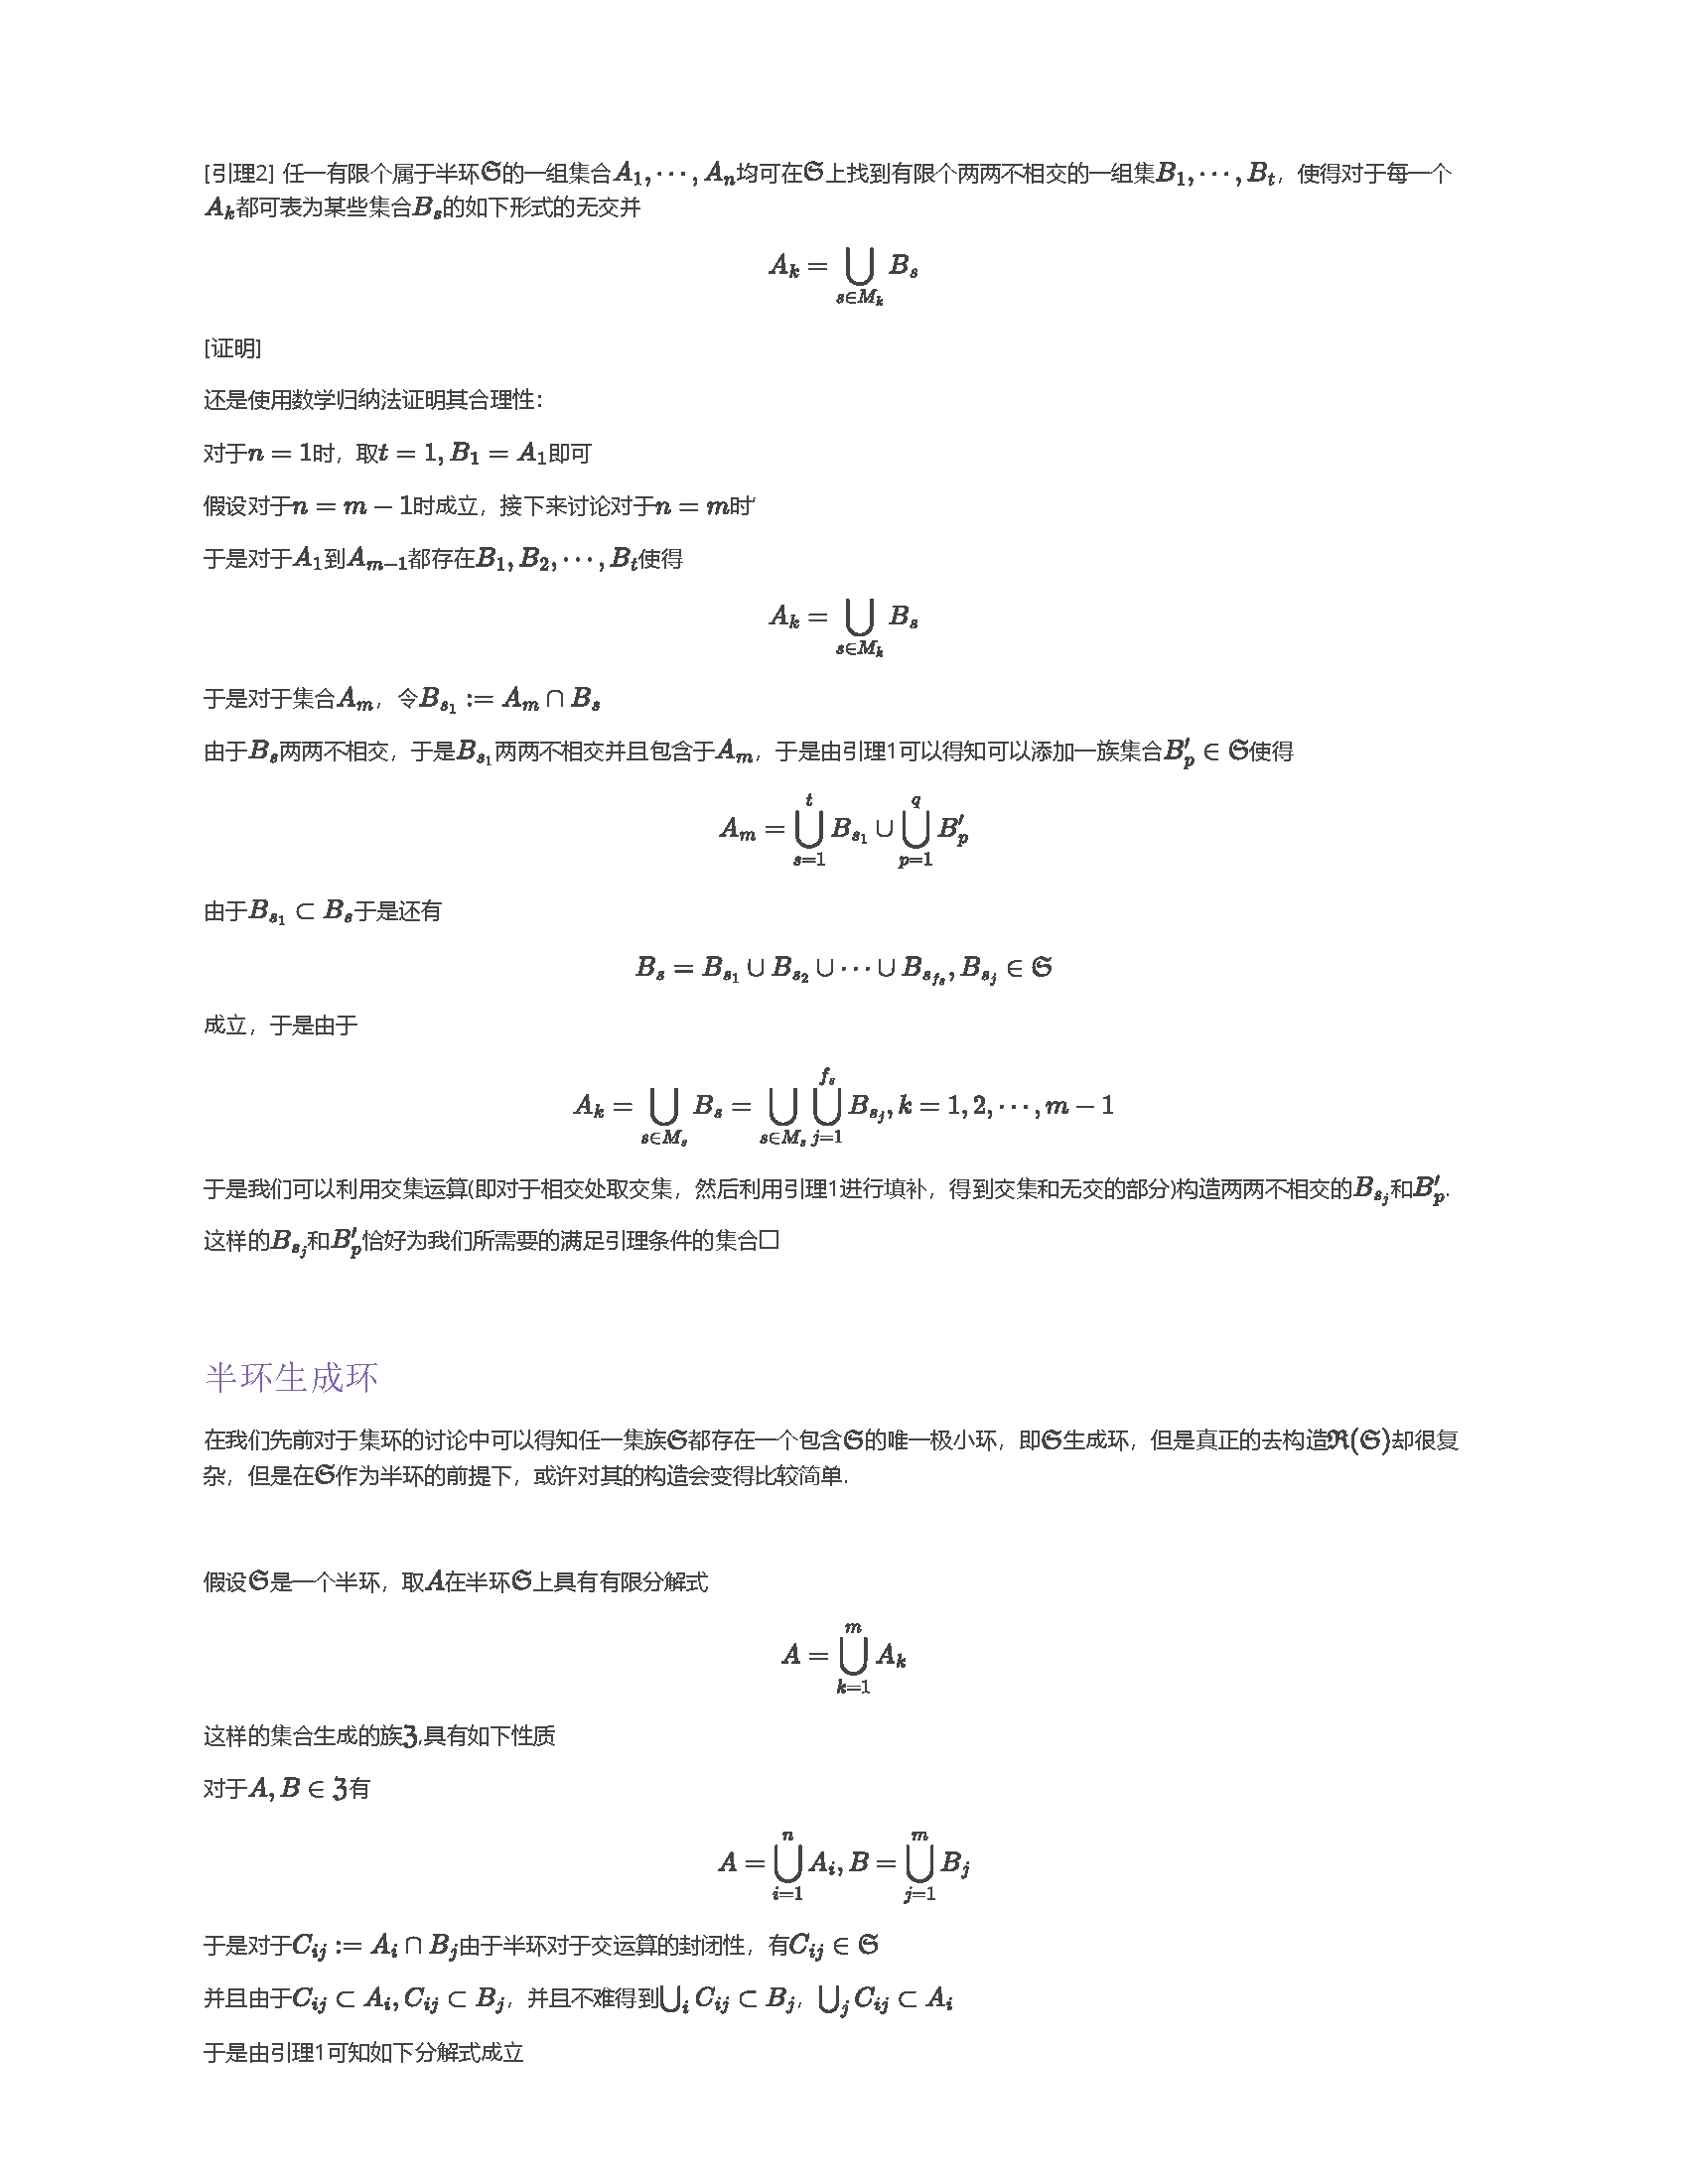 [引理2] 任一有限个属于半环𝔖的一组集合$A_1,\cdots,A_n$均可在𝔖上找到有限个两两不相交的一组集$B_1,\cdots,B_t$，使得对于每一个
$A_k$都可表为某些集合$B_s$的如下形式的无交并
$A_k=\bigcup_{s\in M_k}B_s$
[证明]
还是使用数学归纳法证明其合理性：
对于$n=1$时，取$t=1,B_1=A_1$即可
假设对于$n=m-1$时成立，接下来讨论对于$n=m$时‘
于是对于$A_1$到$A_{m-1}$都存在$B_1,B_2,\cdots,B_t$使得
$A_k=\bigcup_{s\in M_k}B_s$
于是对于集合$A_m$，令$B_{s_1}:=A_m\cap B_s$
由于$B_s$两两不相交，于是$B_{s_1}$两两不相交并且包含于$A_m$，于是由引理1可以得知可以添加一族集合$B'_p\in\mathfrak{S}$使得
$A_m=\bigcup_{s=1}^{t}B_{s_1}\cup\bigcup_{p=1}^{q}B'_p$
由于$B_{s_1}\subset B_s$于是还有
$B_s=B_{s_1}\cup B_{s_2}\cup\cdots\cup B_{s_{f_s}},B_{s_j}\in\mathfrak{S}$
成立，于是由于
$A_k=\bigcup_{s\in M_s}B_s=\bigcup_{s\in M_s}\bigcup_{j=1}^{f_s}B_{s_j},k=1,2,\cdots,m-1$
于是我们可以利用交集运算(即对于相交处取交集，然后利用引理1进行填补，得到交集和无交的部分)构造两两不相交的$B_{s_j}$和$B'_p$.
这样的$B_{s_j}$和$B'_p$恰好为我们所需要的满足引理条件的集合□
半环生成环
在我们先前对于集环的讨论中可以得知任一集族𝔖都存在一个包含𝔖的唯一极小环，即𝔖生成环，但是真正的去构造$\mathfrak{R}(\mathfrak{S})$却很复
杂，但是在𝔖作为半环的前提下，或许对其的构造会变得比较简单.
假设𝔖是一个半环，取$A$在半环𝔖上具有有限分解式
$A=\bigcup_{k=1}^{m}A_k$
这样的集合生成的族$\mathfrak{Z}$,具有如下性质
对于$A,B\in\mathfrak{Z}$有
$A=\bigcup_{i=1}^{n}A_i,B=\bigcup_{j=1}^{m}B_j$
于是对于$C_{ij}:=A_i\cap B_j$由于半环对于交运算的封闭性，有$C_{ij}\in\mathfrak{S}$
并且由于$C_{ij}\subset A_i,C_{ij}\subset B_j$，并且不难得到$\bigcup_i C_{ij}\subset B_j$，$\bigcup_j C_{ij}\subset A_i$
于是由引理1可知如下分解式成立